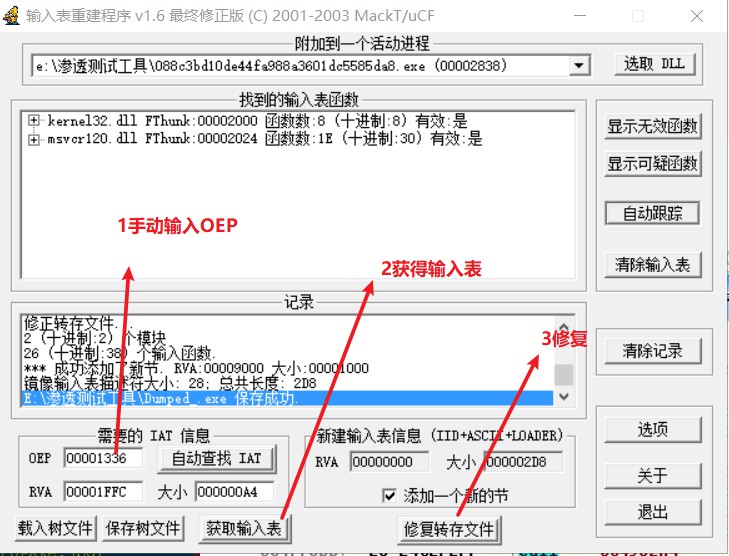 输入表重建程序 v1.6 最终修正版 (C) 2001-2003 MackT/uCF
附加到一个活动进程
e:\渗透测试工具\088c3bd10de44fa988a3601dc5585da8.exe (00002838)
选取 DLL
找到的输入表函数
kernel32.dll FThunk:00002000 函数数:8 (十进制:8) 有效:是
msvcr120.dll FThunk:00002024 函数数:1E (十进制:30) 有效:是
显示无效函数
显示可疑函数
自动跟踪
清除输入表
1手动输入OEP
2获得输入表
3修复
记录
修正转存文件...
2 (十进制:2) 个模块
26 (十进制:38) 个输入函数.
*** 成功添加了新节. RVA:00009000 大小:00001000
镜像输入表描述符大小: 28; 总共长度: 2D8
E:\渗透测试工具\Dumped_.exe 保存成功.
清除记录
需要的 IAT 信息
OEP 00001336 自动查找 IAT
RVA 00001FFC 大小 000000A4
新建输入表信息 (IID+ASCII+LOADER)
RVA 00000000 大小 000002D8
添加一个新的节
载入树文件 保存树文件 获取输入表 修复转存文件
选项
关于
退出